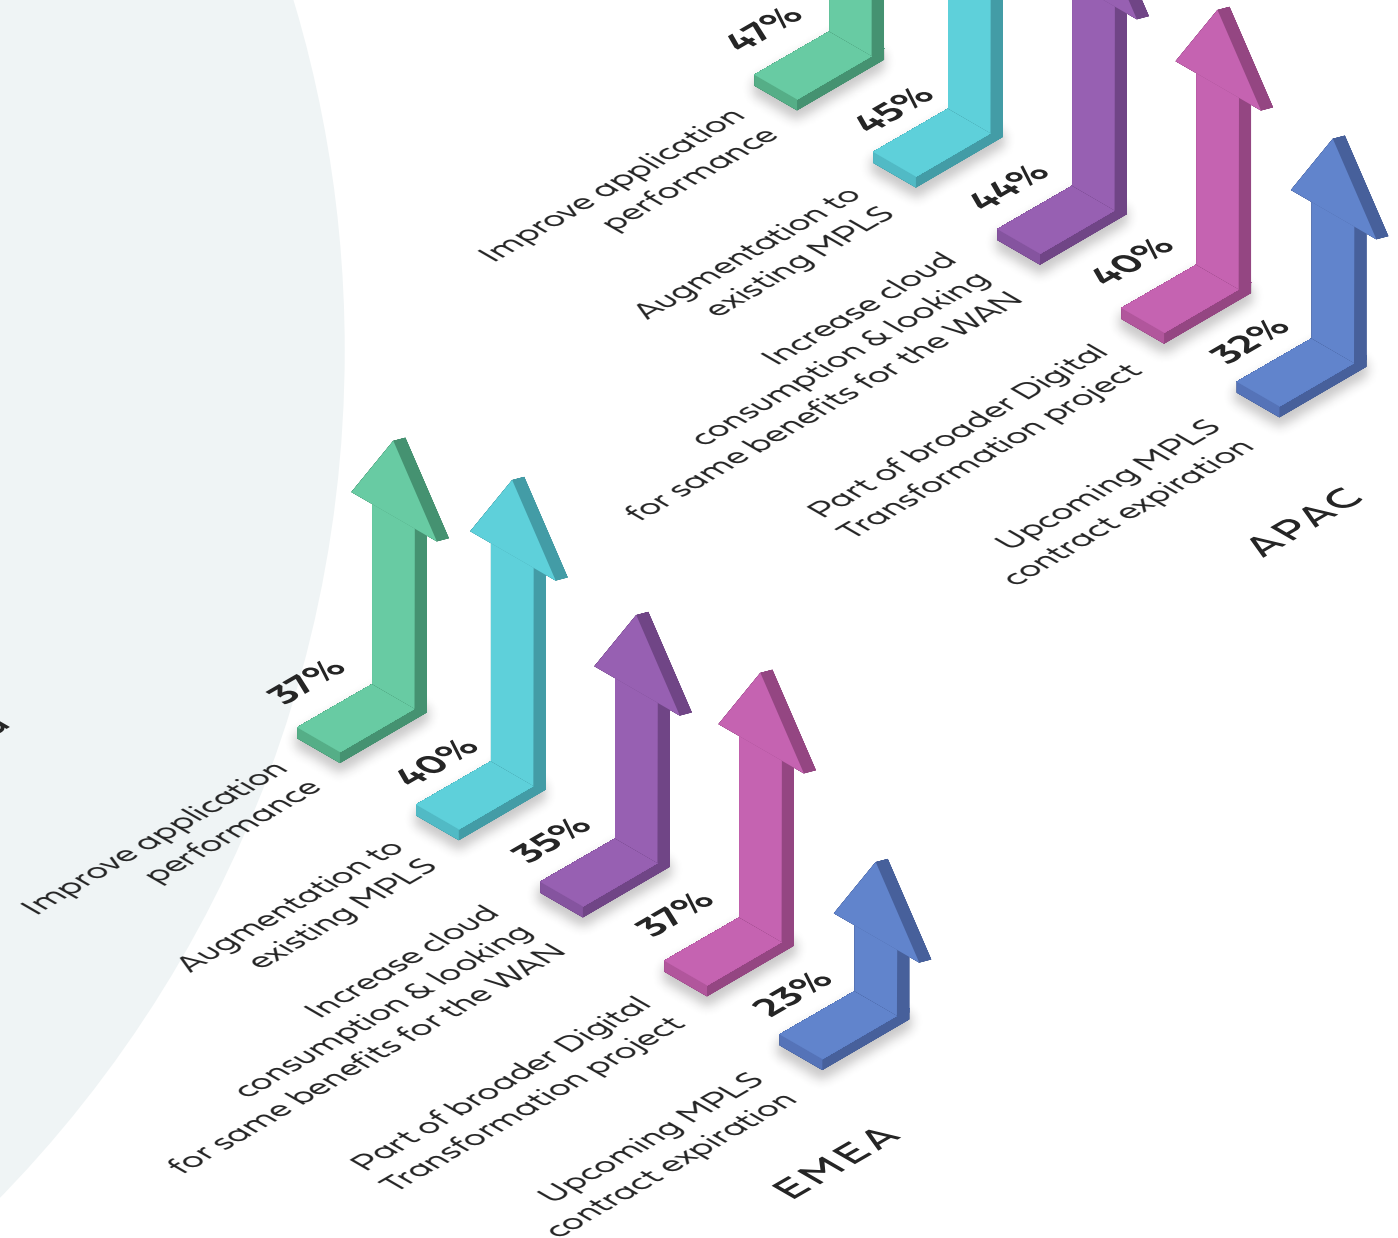 47%
Improve application
performance
45%
Augmentation to
existing MPLS
44%
Increase cloud
consumption & looking
for same benefits for the WAN
40%
Part of broader Digital
Transformation project
32%
Upcoming MPLS
contract expiration
APAC
37%
Improve application
performance
40%
Augmentation to
existing MPLS
35%
Increase cloud
consumption & looking
for same benefits for the WAN
37%
Part of broader Digital
Transformation project
23%
Upcoming MPLS
contract expiration
EMEA